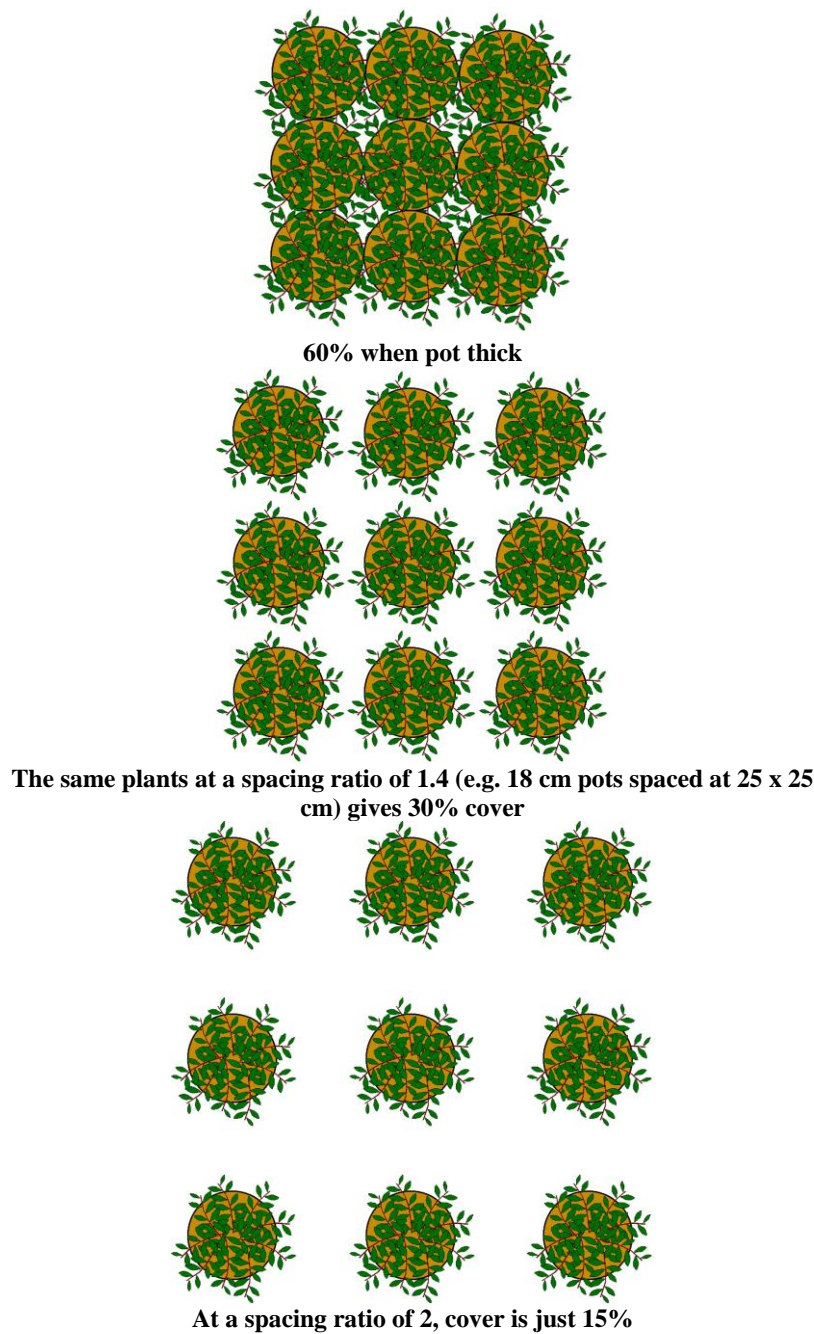 60% when pot thick
The same plants at a spacing ratio of 1.4 (e.g. 18 cm pots spaced at 25 x 25
cm) gives 30% cover
At a spacing ratio of 2, cover is just 15%